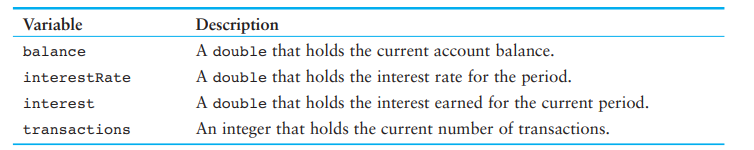 Variable Description
balance A double that holds the current account balance.
interestRate A double that holds the interest rate for the period.
interest A double that holds the interest earned for the current period.
transactions An integer that holds the current number of transactions.